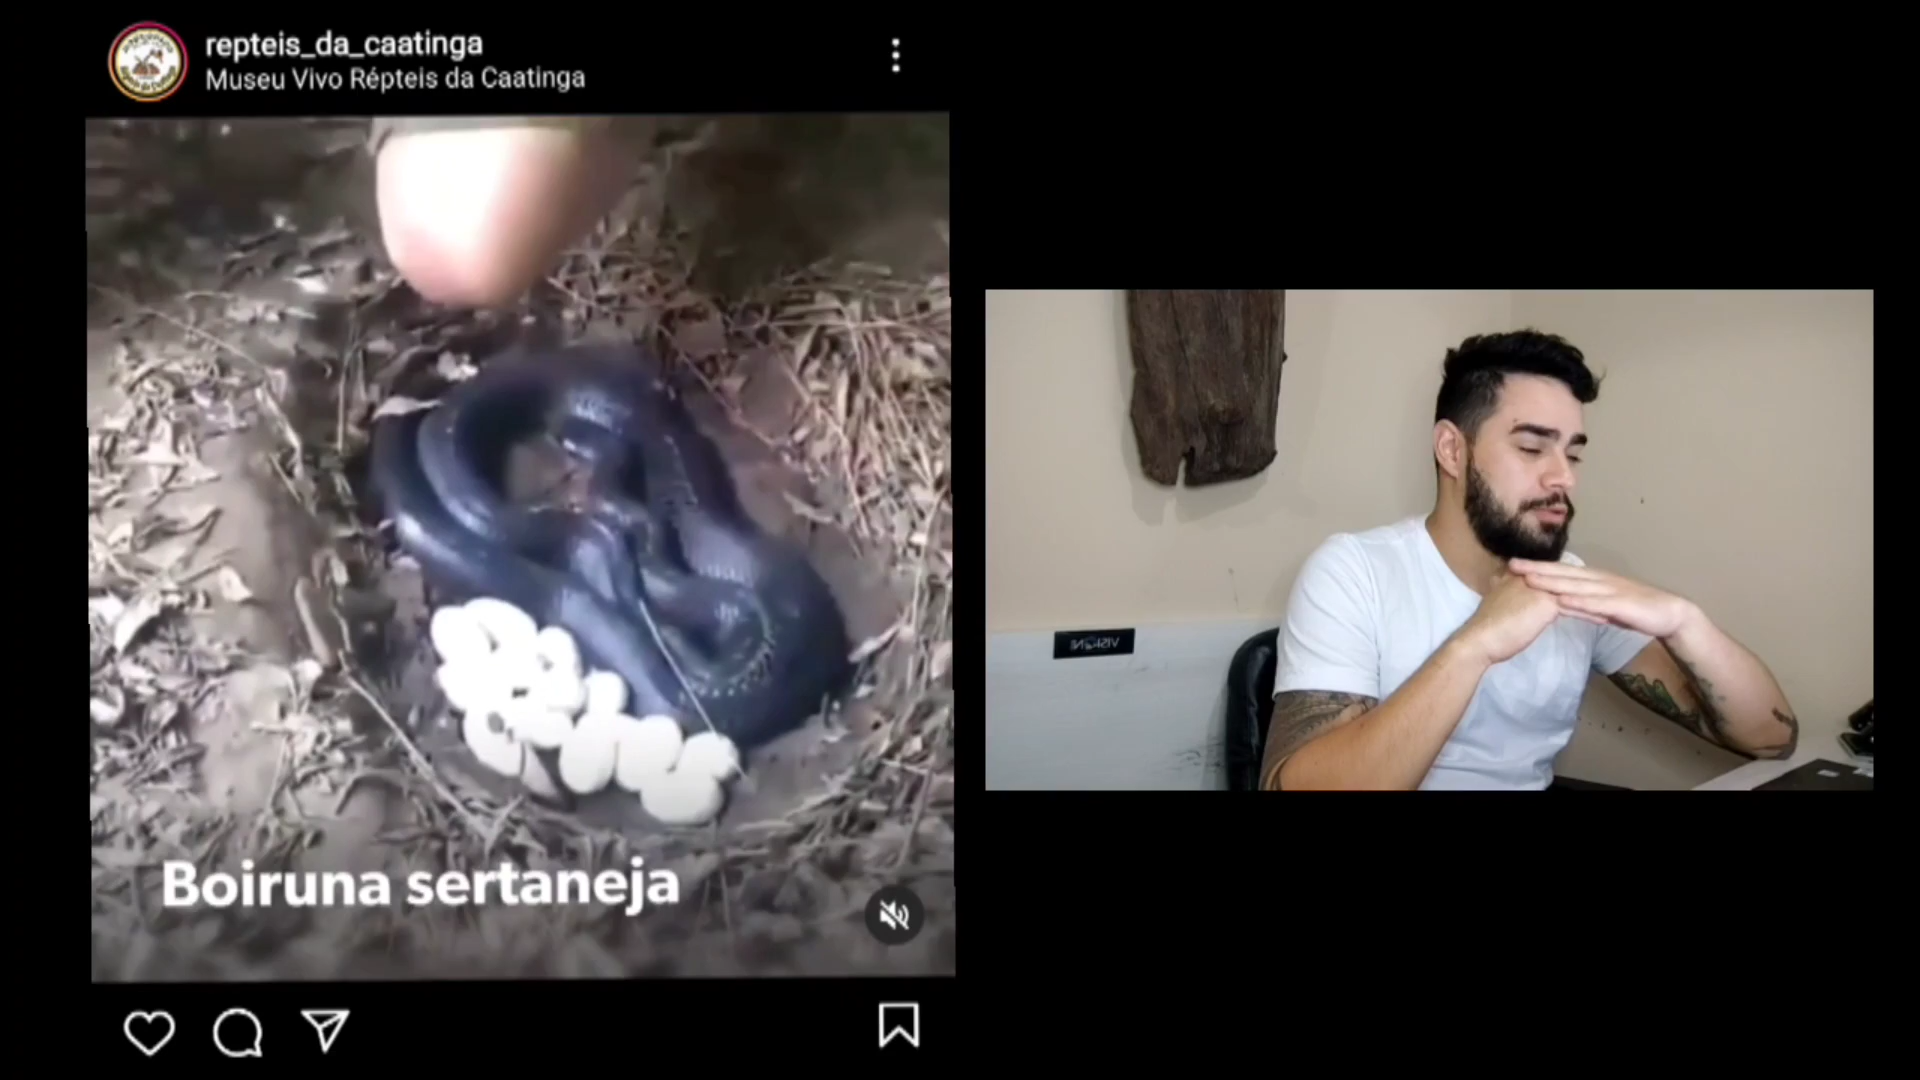 repteis_da_caatinga
Museu Vivo Répteis da Caatinga
Boiruna sertaneja